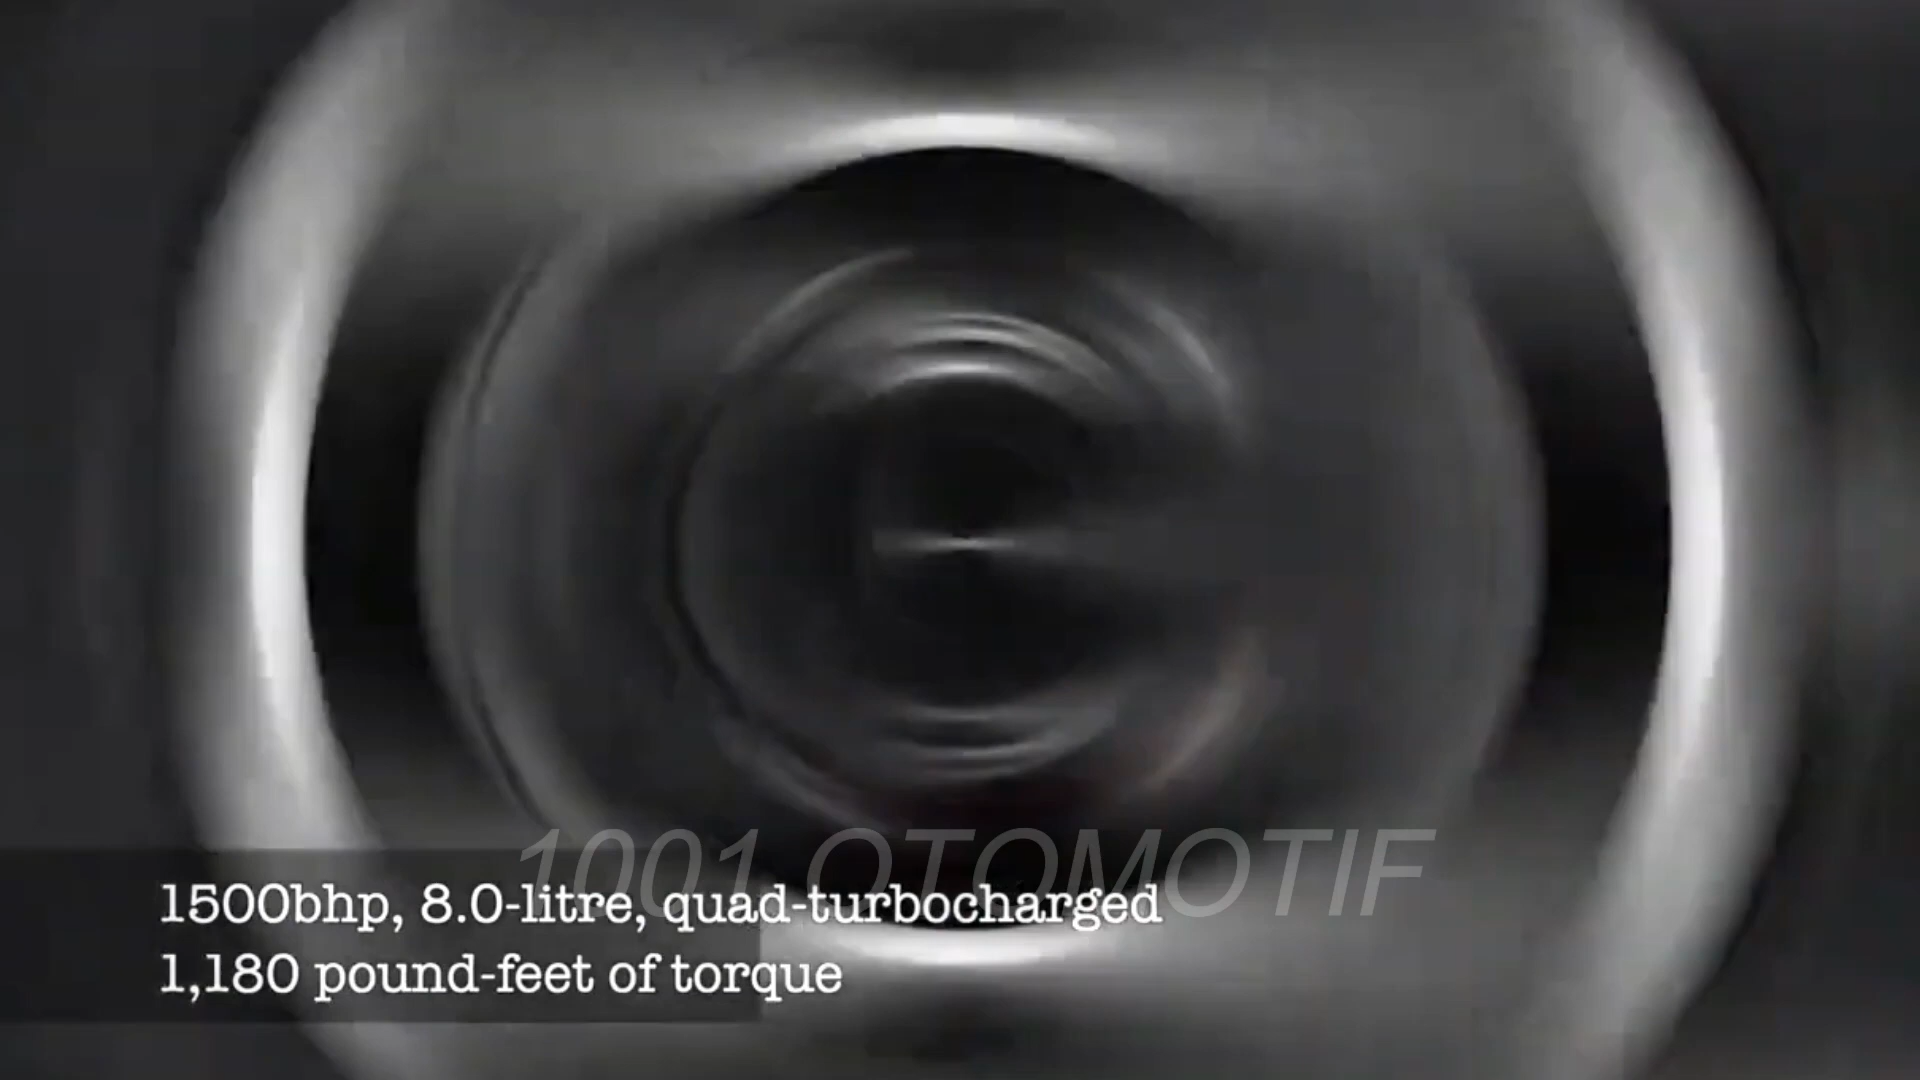 1001 OTOMOTIF
1500bhp, 8.0-litre, quad-turbocharged
1,180 pound-feet of torque